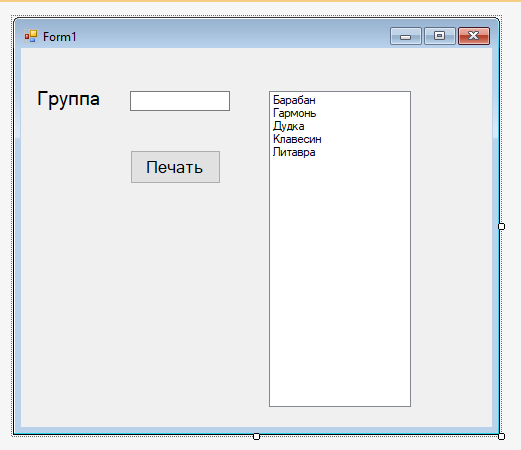 Form1
Группа
Печать
Барабан
Гармонь
Дудка
Клавесин
Литавра